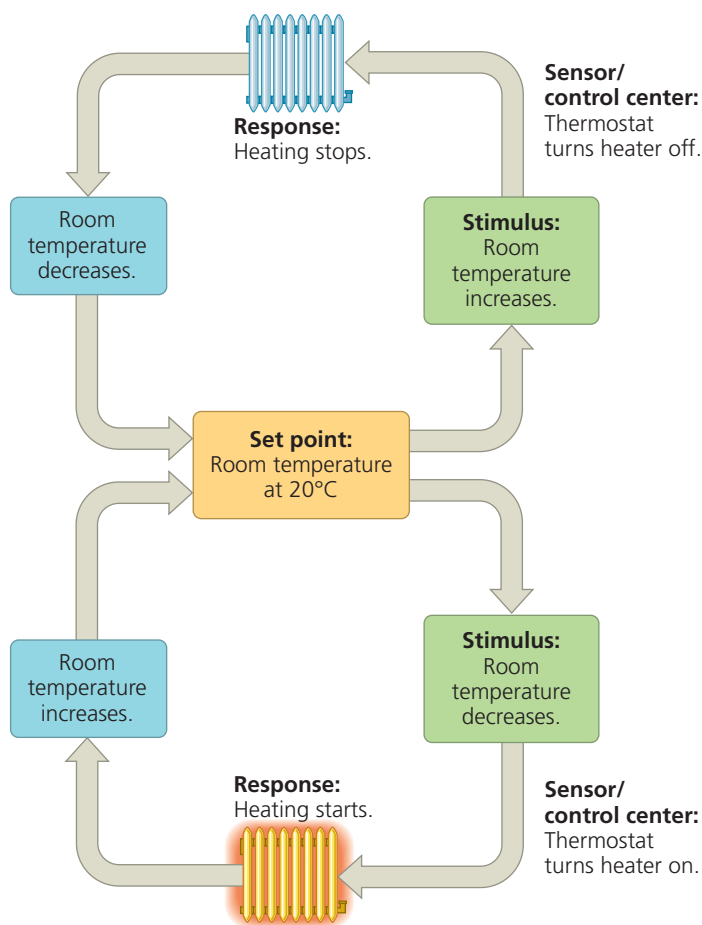 Sensor/
control center:
Thermostat
turns heater off.
Response:
Heating stops.
Room
temperature
decreases.
Stimulus:
Room
temperature
increases.
Set point:
Room temperature
at 20°C
Room
temperature
increases.
Stimulus:
Room
temperature
decreases.
Response:
Heating starts.
Sensor/
control center:
Thermostat
turns heater on.